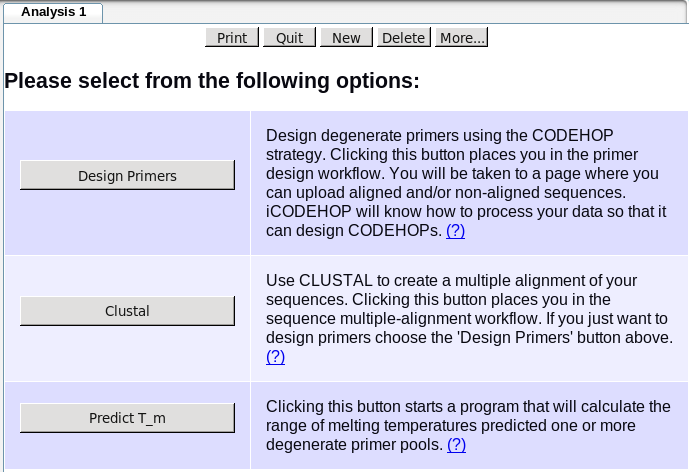 Analysis 1
Print Quit New Delete More...
Please select from the following options:
Design Primers
Design degenerate primers using the CODEHOP
strategy. Clicking this button places you in the primer
design workflow. You will be taken to a page where you
can upload aligned and/or non-aligned sequences.
iCODEHOP will know how to process your data so that it
can design CODEHOPs. (?)
Clustal
Use CLUSTAL to create a multiple alignment of your
sequences. Clicking this button places you in the
sequence multiple-alignment workflow. If you just want to
design primers choose the 'Design Primers' button above.
(?)
Predict T_m
Clicking this button starts a program that will calculate the
range of melting temperatures predicted one or more
degenerate primer pools. (?)